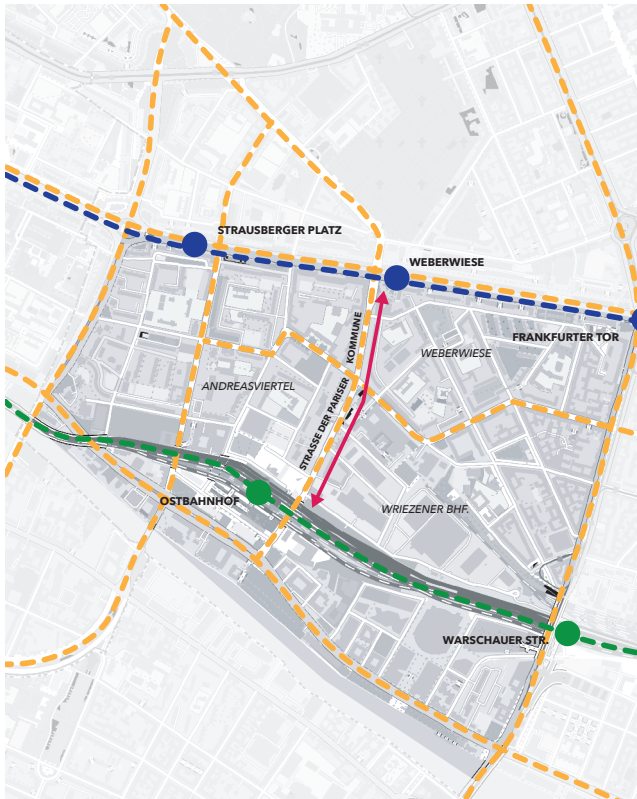 STRAUSBERGER PLATZ
WEBERWIESE
FRANKFURTER TOR
WEBERWIESE
ANDREASVIERTEL
STRASSE DER PARISER KOMMUNE
OSTBAHNHOF
WRIEZENER BHF.
WARSCHAUER STR.